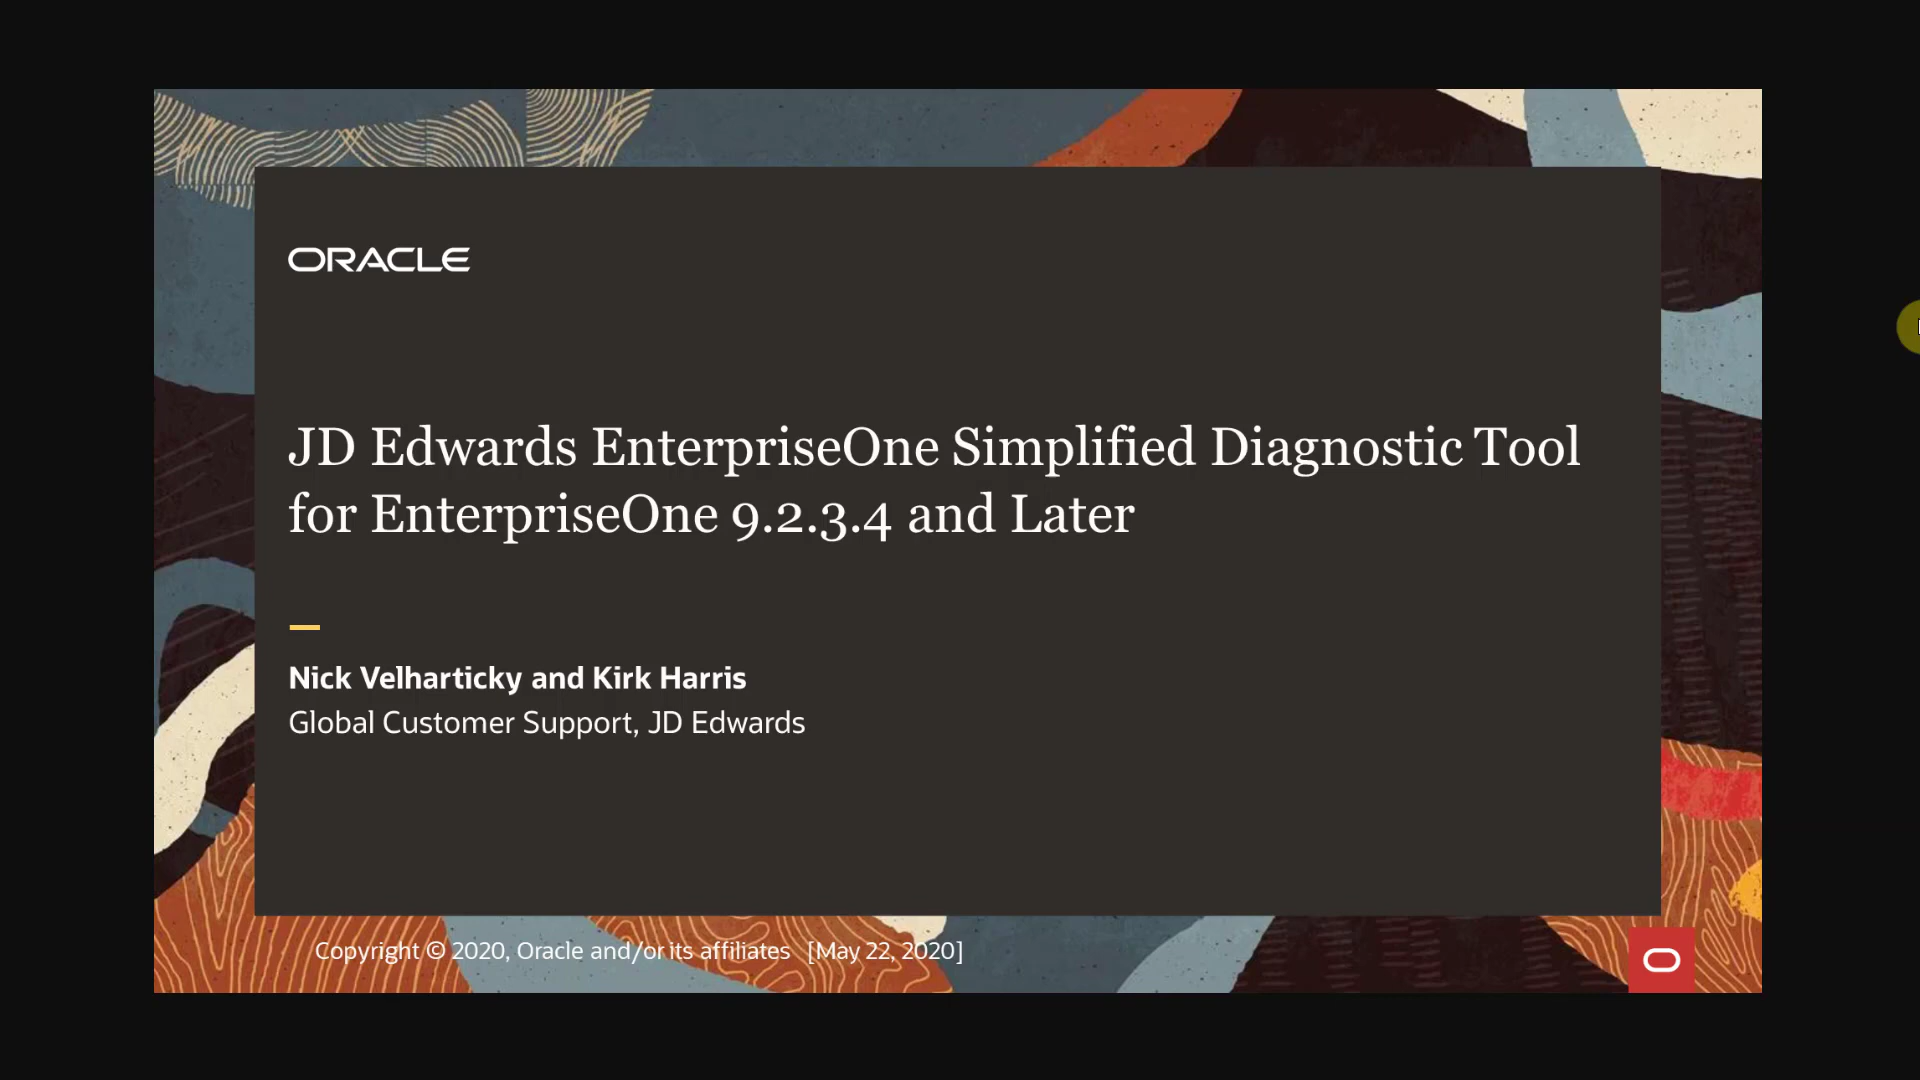 ORACLE
JD Edwards EnterpriseOne Simplified Diagnostic Tool
for EnterpriseOne 9.2.3.4 and Later
Nick Velharticky and Kirk Harris
Global Customer Support, JD Edwards
Copyright © 2020, Oracle and/or its affiliates [May 22, 2020]